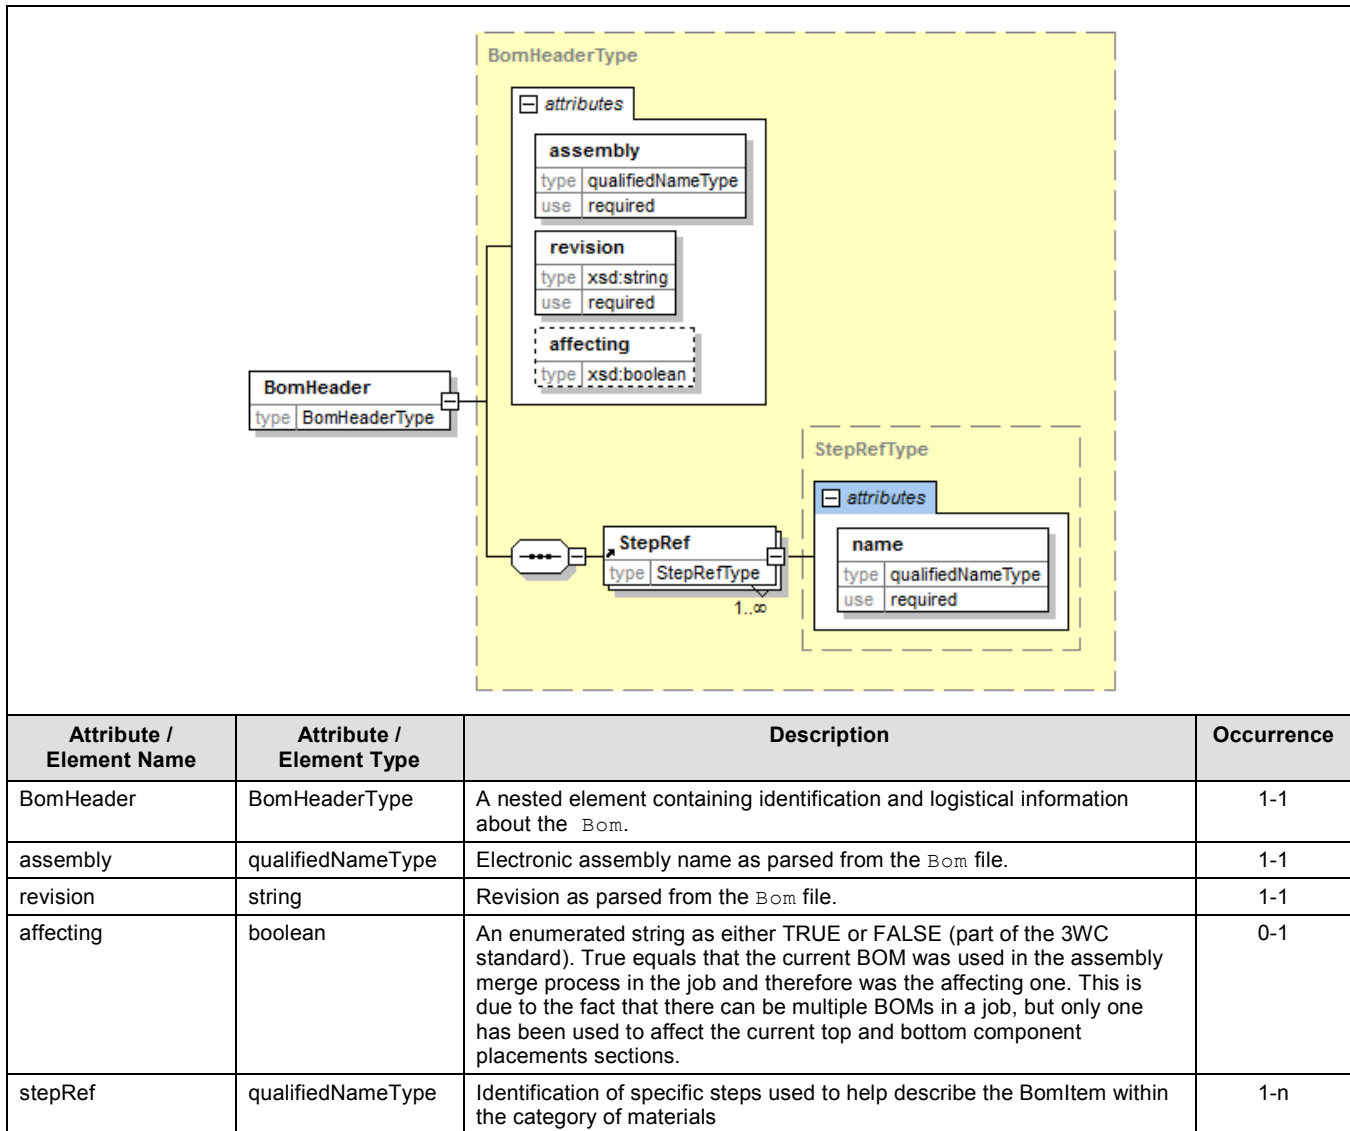 BomHeaderType
attributes
assembly
type qualifiedNameType
use required
revision
type xsd:string
use required
affecting
type xsd:boolean
BomHeader
type BomHeaderType
StepRefType
attributes
StepRef
type StepRefType
1..∞
name
type qualifiedNameType
use required
Attribute / Attribute / Description Occurrence
Element Name Element Type
BomHeader BomHeaderType A nested element containing identification and logistical information 1-1
about the Bom.
assembly qualifiedNameType Electronic assembly name as parsed from the Bom file. 1-1
revision string Revision as parsed from the Bom file. 1-1
affecting boolean An enumerated string as either TRUE or FALSE (part of the 3WC 0-1
standard). True equals that the current BOM was used in the assembly
merge process in the job and therefore was the affecting one. This is
due to the fact that there can be multiple BOMs in a job, but only one
has been used to affect the current top and bottom component
placements sections.
stepRef qualifiedNameType Identification of specific steps used to help describe the BomItem within 1-n
the category of materials